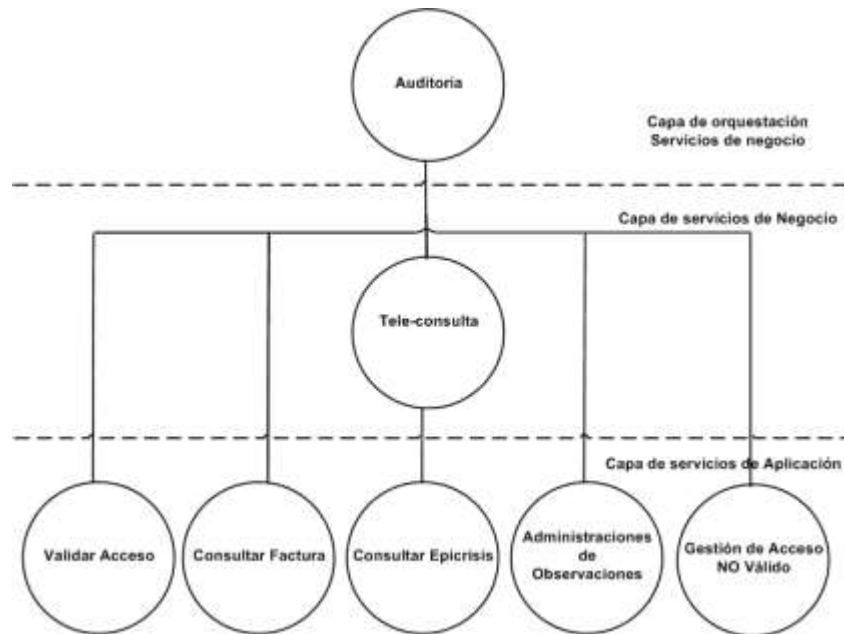 Auditoria
Capa de orquestación
Servicios de negocio
Capa de servicios de Negocio
Tele-consulta
Capa de servicios de Aplicación
Validar Acceso
Consultar Factura
Consultar Epicrisis
Administraciones
de
Observaciones
Gestión de Acceso
NO Válido